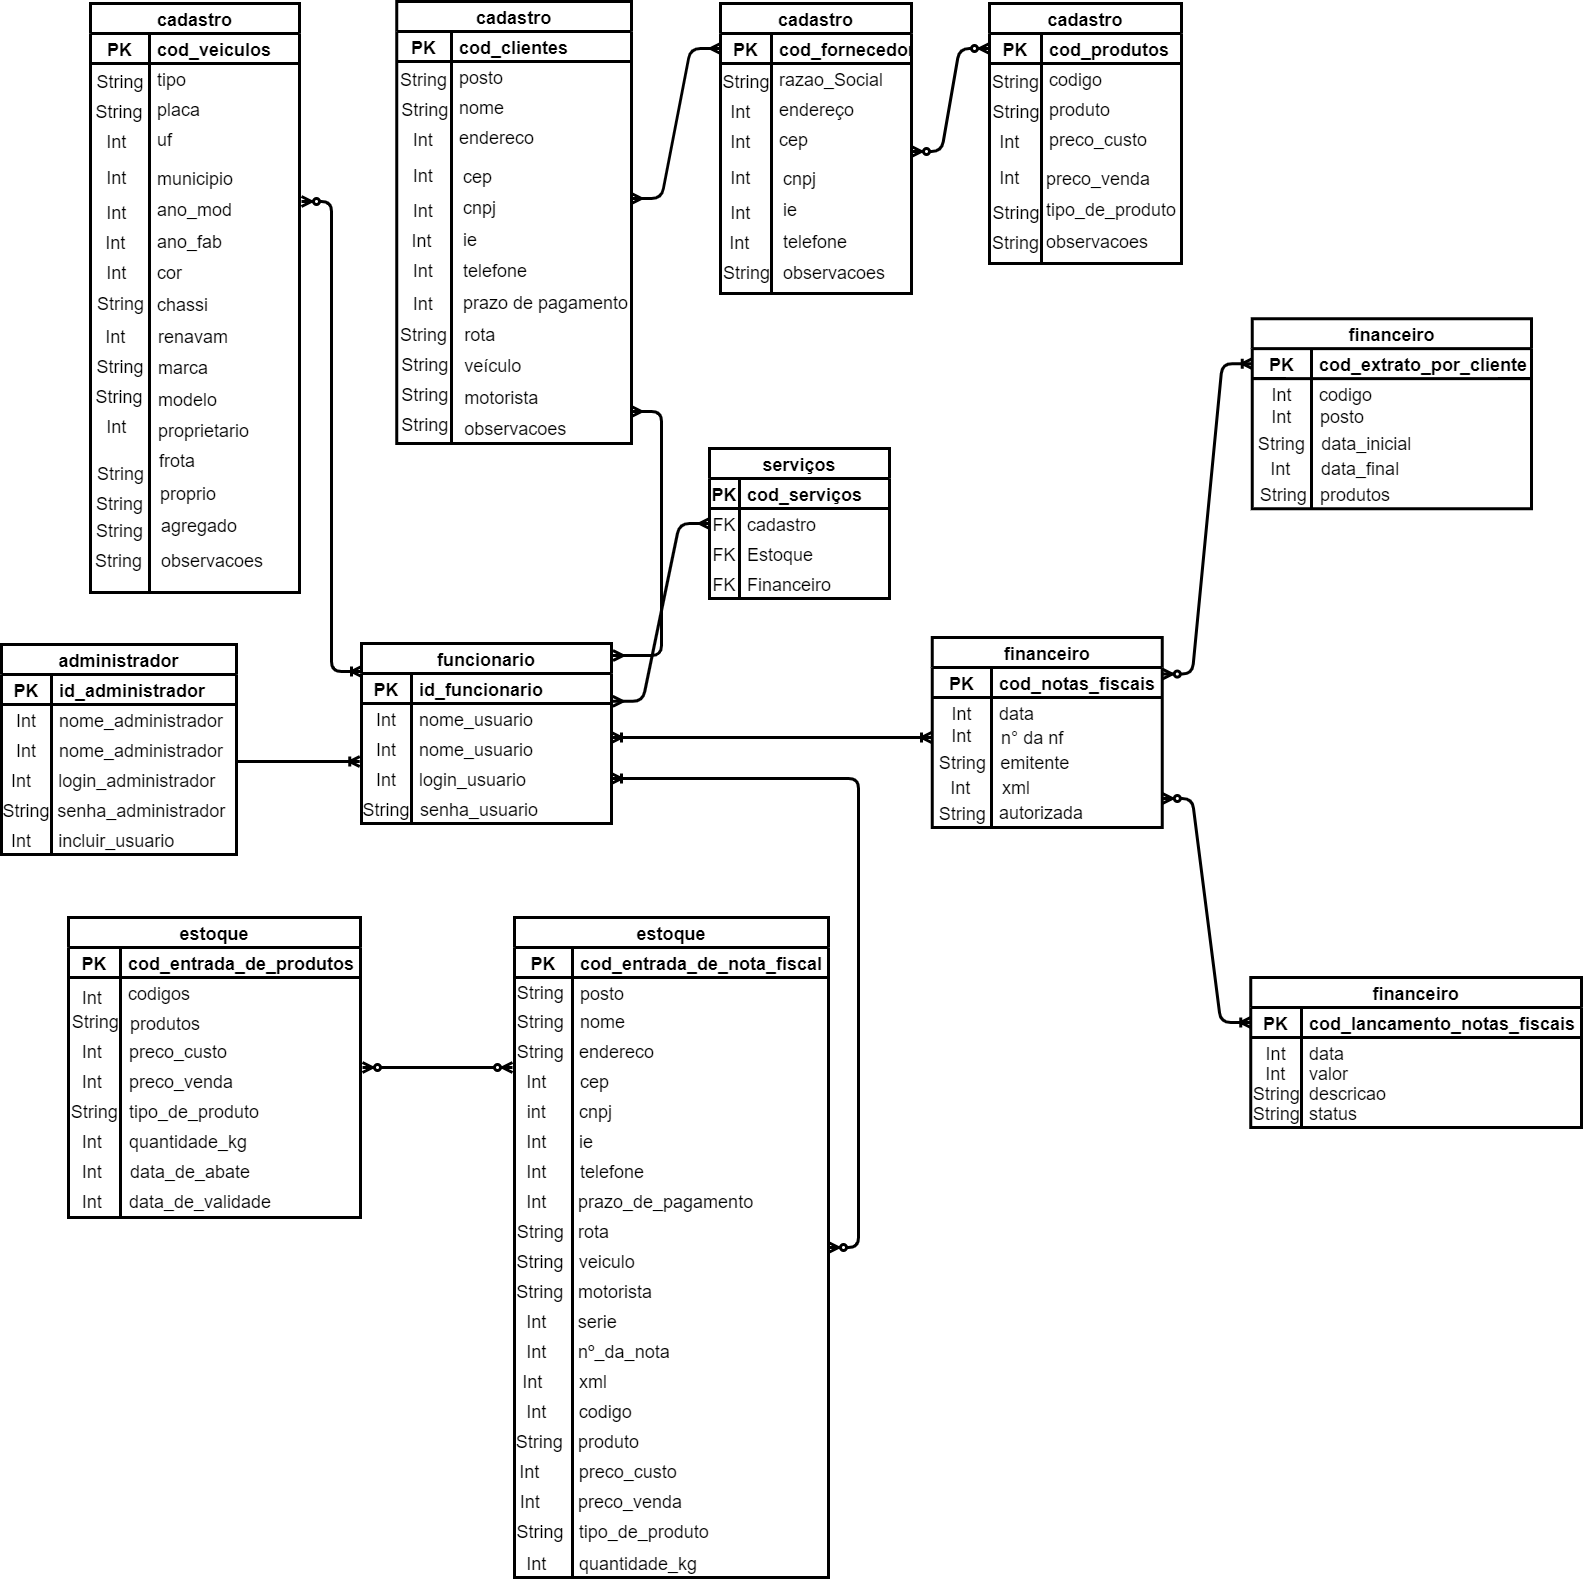 cadastro
PK cod_veiculos
String tipo
String placa
Int uf
Int municipio
Int ano_mod
Int ano_fab
Int cor
String chassi
Int renavam
String marca
String modelo
Int proprietario
String frota
String proprio
String agregado
String observacoes
cadastro
PK cod_clientes
String posto
String nome
Int endereco
Int cep
Int cnpj
Int ie
Int telefone
Int prazo de pagamento
String rota
String veículo
String motorista
String observacoes
cadastro
PK cod_fornecedor
String razao_Social
Int endereço
Int cep
Int cnpj
Int ie
Int telefone
String observacoes
cadastro
PK cod_produtos
String codigo
String produto
Int preco_custo
Int preco_venda
String tipo_de_produto
String observacoes
financeiro
PK cod_extrato_por_cliente
Int codigo
Int posto
String data_inicial
Int data_final
String produtos
serviços
PK cod_serviços
FK cadastro
FK Estoque
FK Financeiro
administrador
PK id_administrador
Int nome_administrador
Int nome_administrador
Int login_administrador
String senha_administrador
Int incluir_usuario
funcionario
PK id_funcionario
Int nome_usuario
Int nome_usuario
Int login_usuario
String senha_usuario
financeiro
PK cod_notas_fiscais
Int data
Int n° da nf
String emitente
Int xml
String autorizada
estoque
PK cod_entrada_de_produtos
Int codigos
String produtos
Int preco_custo
Int preco_venda
String tipo_de_produto
Int quantidade_kg
Int data_de_abate
Int data_de_validade
estoque
PK cod_entrada_de_nota_fiscal
String posto
String nome
String endereco
Int cep
int cnpj
Int ie
Int telefone
Int prazo_de_pagamento
String rota
String veiculo
String motorista
Int serie
Int nº_da_nota
Int xml
Int codigo
String produto
Int preco_custo
Int preco_venda
String tipo_de_produto
Int quantidade_kg
financeiro
PK cod_lancamento_notas_fiscais
Int data
Int valor
String descricao
String status